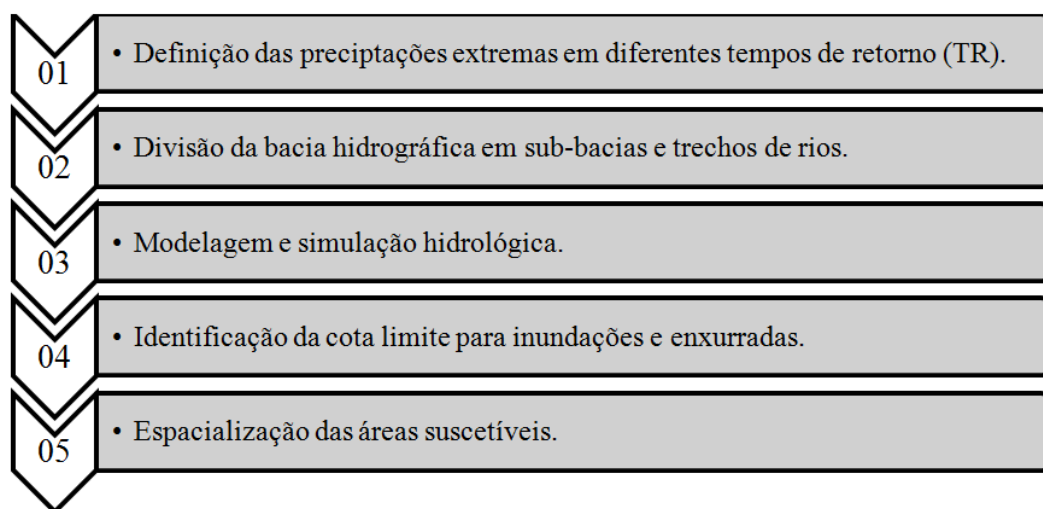 01 • Definição das preciptações extremas em diferentes tempos de retorno (TR).
02 • Divisão da bacia hidrográfica em sub-bacias e trechos de rios.
03 • Modelagem e simulação hidrológica.
04 • Identificação da cota limite para inundações e enxurradas.
05 • Espacialização das áreas suscetíveis.